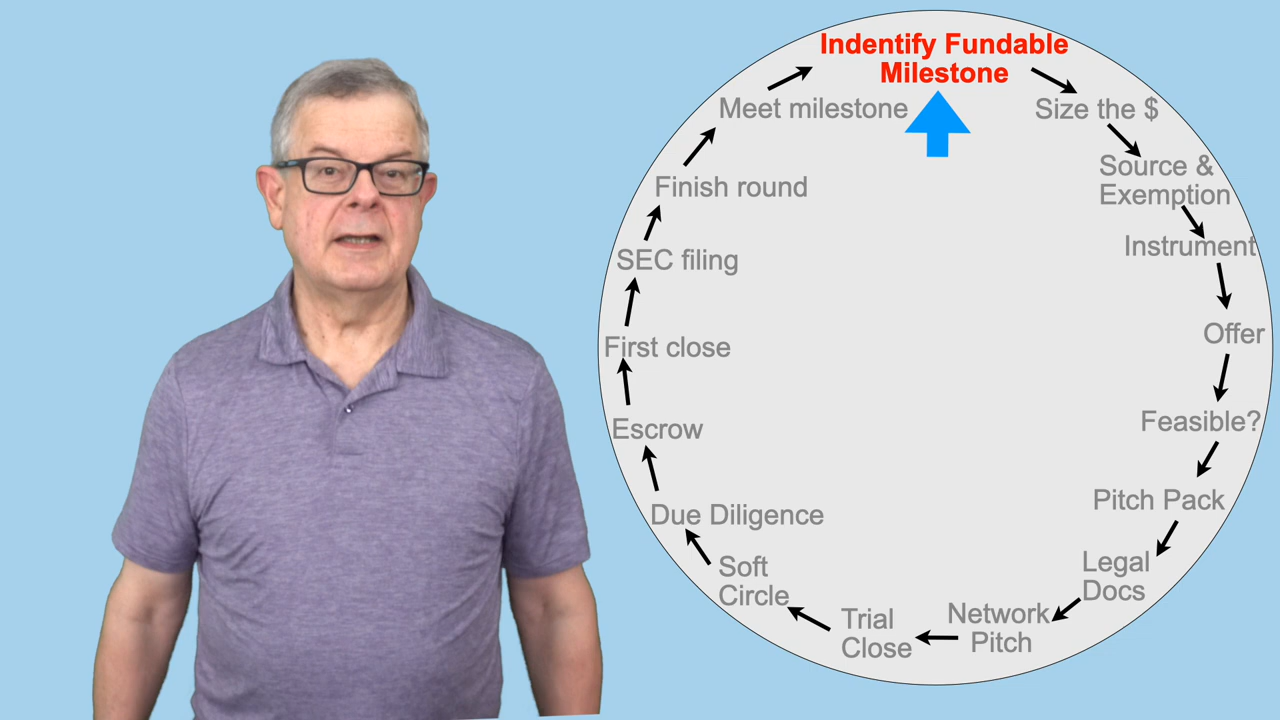 Indentify Fundable
Milestone
Size the $
Source &
Exemption
Instrument
Offer
Feasible?
Pitch Pack
Legal
Docs
Network
Pitch
Trial
Close
Soft
Circle
Due Diligence
Escrow
First close
SEC filing
Finish round
Meet milestone